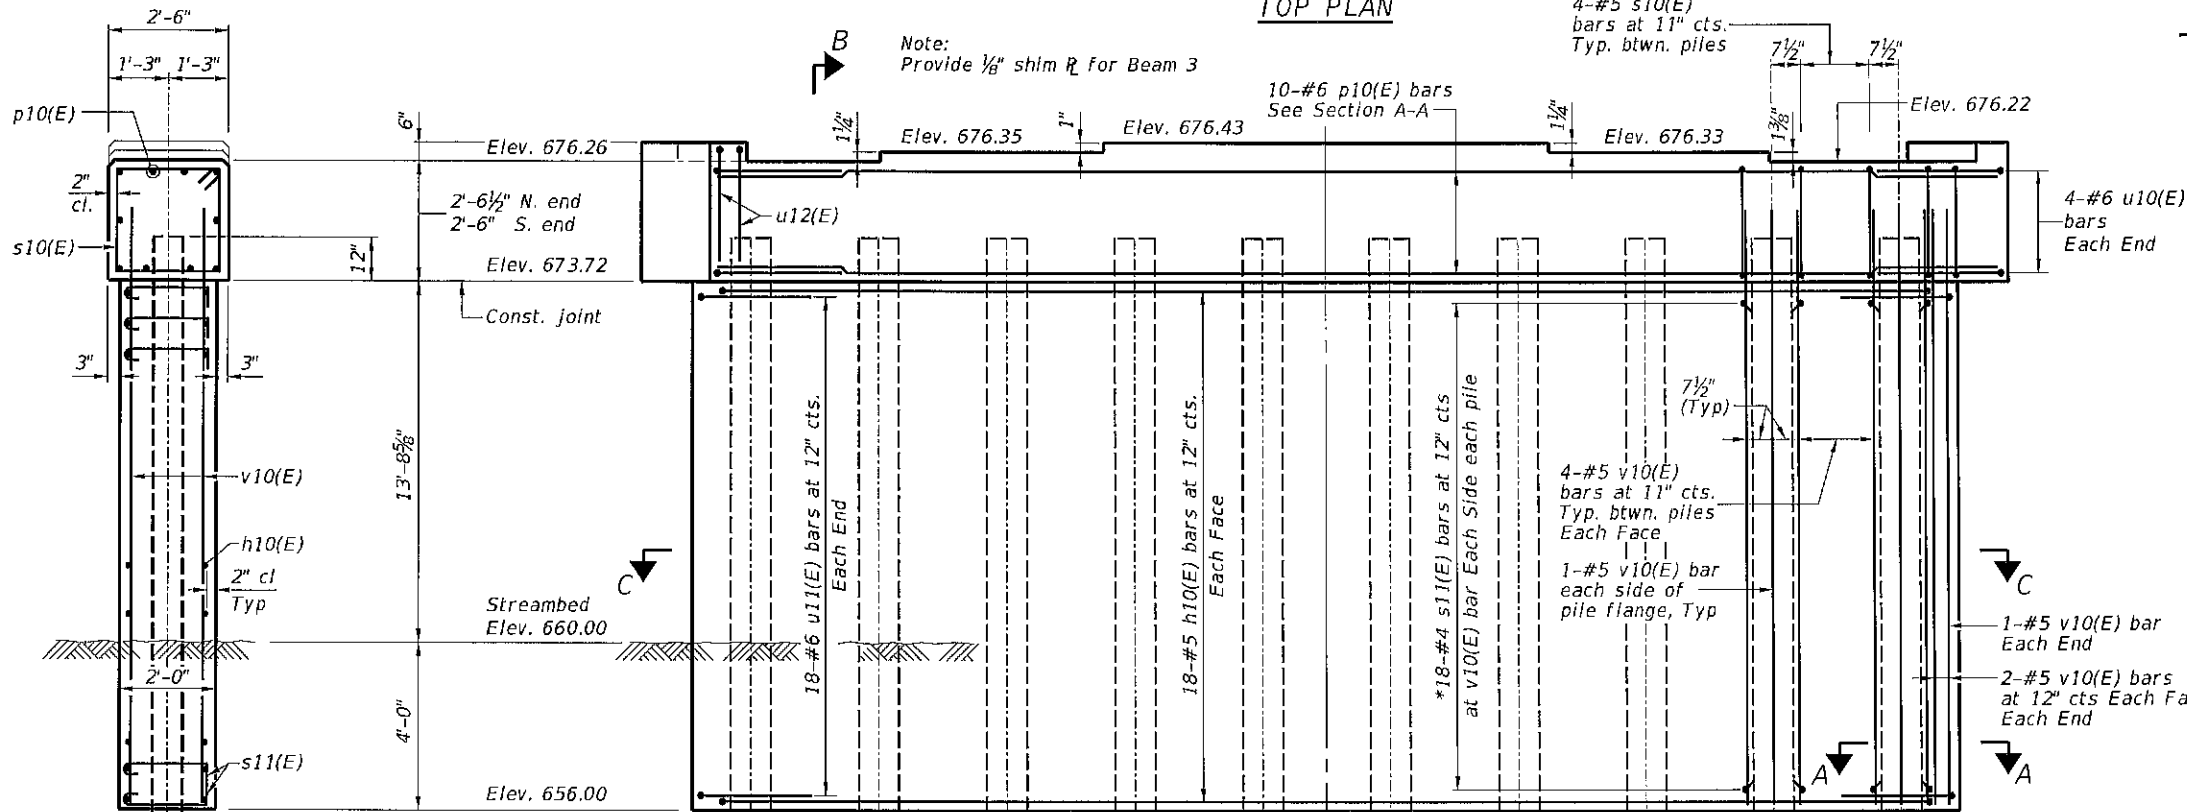 TOP PLAN
2'-6"
1'-3" 1'-3"
p10(E)
2"
cl.
s10(E)
12"
3" 3"
v10(E)
h10(E)
2" cl
Typ
2'-0"
s11(E)
6"
Elev. 676.26
2'-6½" N. end
2'-6" S. end
Elev. 673.72
Const. joint
13'-8⅝"
Streambed
Elev. 660.00
4'-0"
Elev. 656.00
B
Note:
Provide ⅛" shim ℞ for Beam 3
1¼"
Elev. 676.35
1"
Elev. 676.43
10-#6 p10(E) bars
See Section A-A
1¼"
Elev. 676.33
1⅜"
Elev. 676.22
4-#5 s10(E)
bars at 11" cts.
Typ. btwn. piles
7½" 7½"
u12(E)
4-#6 u10(E)
bars
Each End
18-#6 u11(E) bars at 12" cts.
Each End
18-#5 h10(E) bars at 12" cts.
Each Face
*18-#4 s11(E) bars at 12" cts
at v10(E) bar Each Side each pile
7½"
(Typ)
4-#5 v10(E)
bars at 11" cts.
Typ. btwn. piles
Each Face
1-#5 v10(E) bar
each side of
pile flange, Typ
C
C
1-#5 v10(E) bar
Each End
2-#5 v10(E) bars
at 12" cts Each Fa
Each End
A
A